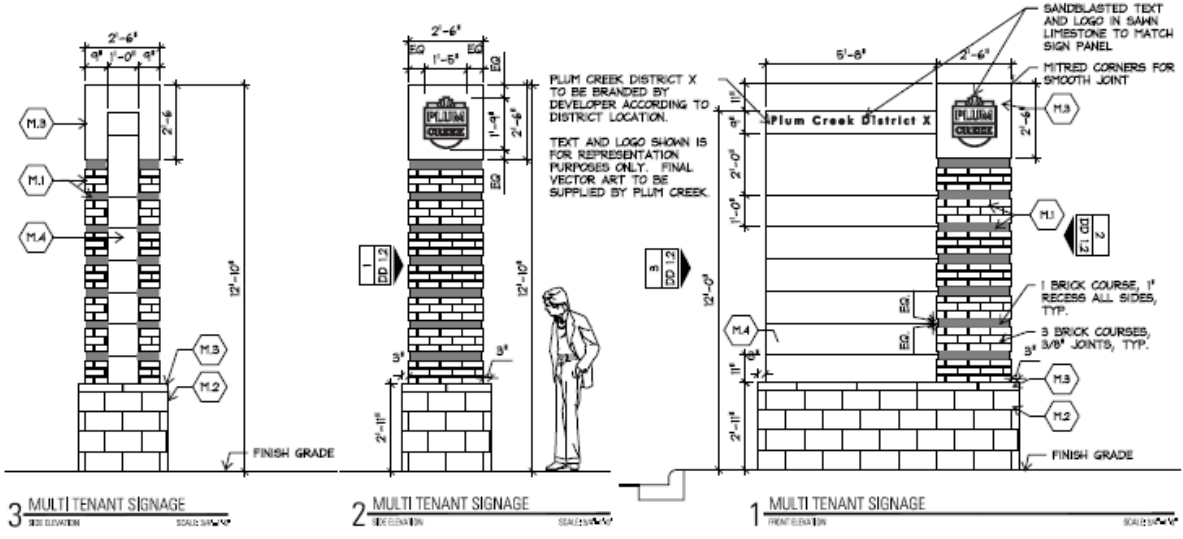 2'-6"
9" 1'-0" 9"
M.3
2'-6
M.1
M.4
12'-10"
M.3
M.2
FINISH GRADE
3 MULTI TENANT SIGNAGE
SIDE ELEVATION
2'-6"
EQ EQ
1'-5"
EQ
PLUM
CREEK
1'-9"
2'-6"
EQ
1
DD 1.2
12'-10"
3" 3"
2'-11"
2 MULTI TENANT SIGNAGE
SIDE ELEVATION
PLUM CREEK DISTRICT X
TO BE BRANDED BY
DEVELOPER ACCORDING TO
DISTRICT LOCATION.
TEXT AND LOGO SHOWN IS
FOR REPRESENTATION
PURPOSES ONLY. FINAL
VECTOR ART TO BE
SUPPLIED BY PLUM CREEK.
3
DD 1.2
SANDBLASTED TEXT
AND LOGO IN SAWN
LIMESTONE TO MATCH
SIGN PANEL
5'-8" 2'-6"
MITRED CORNERS FOR
SMOOTH JOINT
11"
9"
Plum Creek District X
PLUM
CREEK
M.3
2'-6"
2'-0"
1'-0"
M.1
2
DD 1.2
12'-0"
1 BRICK COURSE, 1"
RECESS ALL SIDES,
TYP.
EQ.
EQ.
M.4
3 BRICK COURSES,
3/8" JOINTS, TYP.
3"
11"
M.3
M.2
2'-11"
FINISH GRADE
1 MULTI TENANT SIGNAGE
FRONT ELEVATION